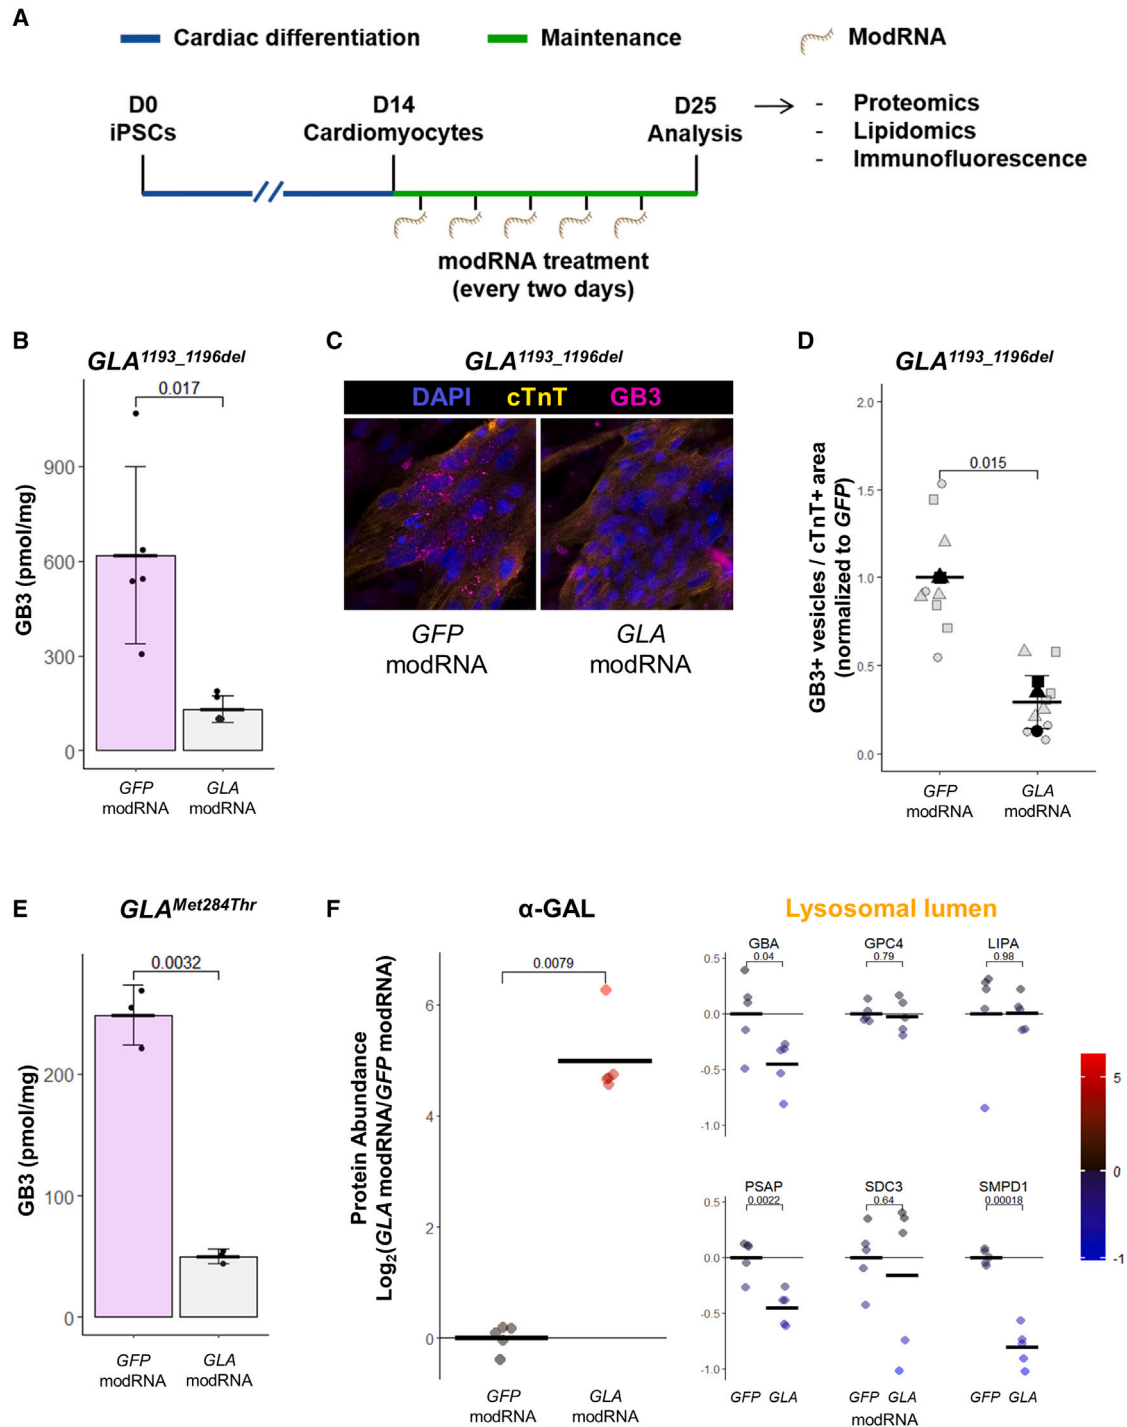 A
Cardiac differentiation
Maintenance
ModRNA
D0
iPSCs
D14
Cardiomyocytes
D25
Analysis
- Proteomics
- Lipidomics
- Immunofluorescence
modRNA treatment
(every two days)
B
GLA1193_1196del
0.017
GB3 (pmol/mg)
900
600
300
0
GFP
modRNA
GLA
modRNA
C
GLA1193_1196del
DAPI cTnT GB3
GFP
modRNA
GLA
modRNA
D
GLA1193_1196del
GB3+ vesicles / cTnT+ area
(normalized to GFP)
2.0
1.5
1.0
0.5
0.0
0.015
GFP
modRNA
GLA
modRNA
E
GLAMet284Thr
0.0032
GB3 (pmol/mg)
200
100
0
GFP
modRNA
GLA
modRNA
F
α-GAL
Protein Abundance
Log2(GLA modRNA/GFP modRNA)
6
4
2
0
0.0079
GFP
modRNA
GLA
modRNA
Lysosomal lumen
GBA
0.04
GPC4
0.79
LIPA
0.98
0.5
0.0
-0.5
-1.0
PSAP
0.0022
SDC3
0.64
SMPD1
0.00018
0.5
0.0
-0.5
-1.0
GFP GLA
GFP GLA
GFP GLA
modRNA
5
0
-1